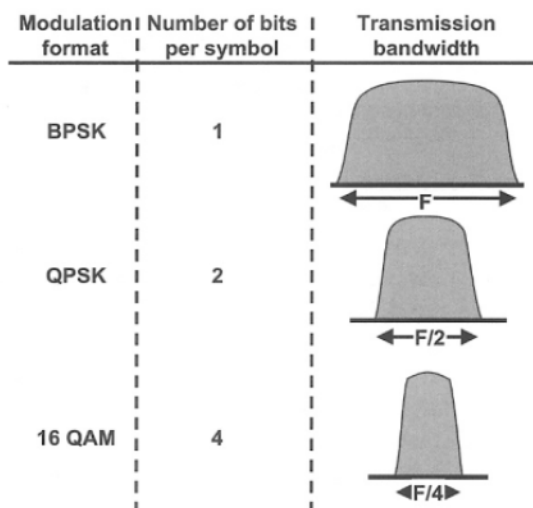 Modulation format Number of bits per symbol Transmission bandwidth
BPSK 1 F
QPSK 2 F/2
16 QAM 4 F/4